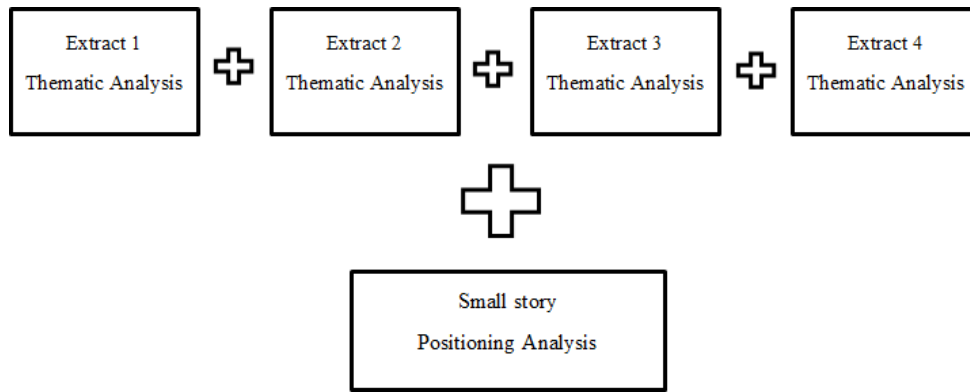 Extract 1
Thematic Analysis
Extract 2
Thematic Analysis
Extract 3
Thematic Analysis
Extract 4
Thematic Analysis
Small story
Positioning Analysis